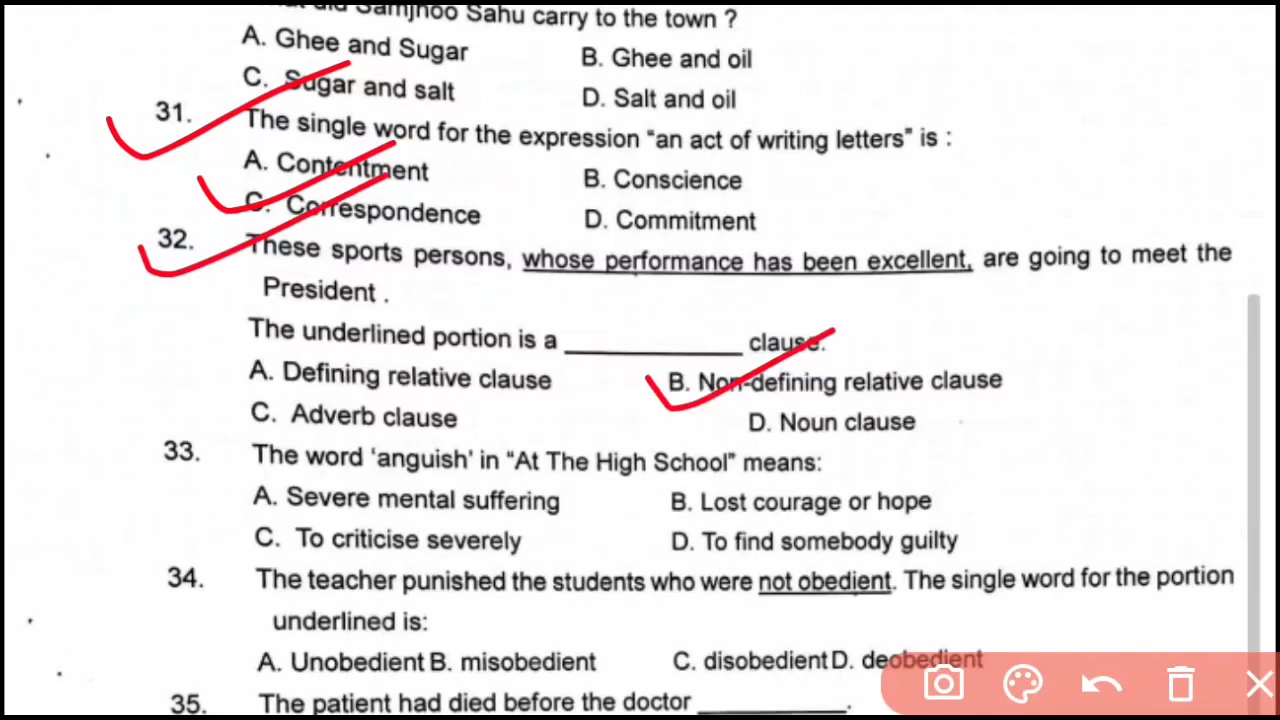 did Samjhoo Sahu carry to the town ?
A. Ghee and Sugar B. Ghee and oil
C. Sugar and salt D. Salt and oil
31. The single word for the expression “an act of writing letters” is :
A. Contentment B. Conscience
C. Correspondence D. Commitment
32. These sports persons, whose performance has been excellent, are going to meet the
President .
The underlined portion is a ____________ clause.
A. Defining relative clause B. Non-defining relative clause
C. Adverb clause D. Noun clause
33. The word ‘anguish’ in “At The High School” means:
A. Severe mental suffering B. Lost courage or hope
C. To criticise severely D. To find somebody guilty
34. The teacher punished the students who were not obedient. The single word for the portion
underlined is:
A. Unobedient B. misobedient C. disobedient D. deobedient
35. The patient had died before the doctor ____________.